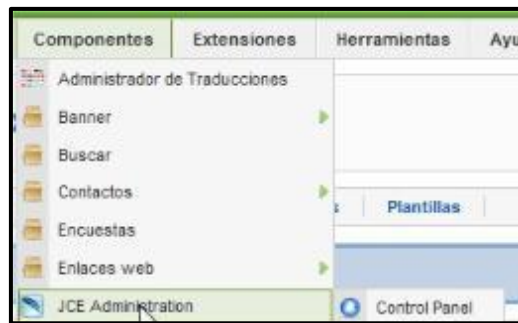 Componentes Extensiones Herramientas
Administrador de Traducciones
Banner
Buscar
Contactos
Plantillas
Encuestas
Enlaces web
JCE Administration Control Panel